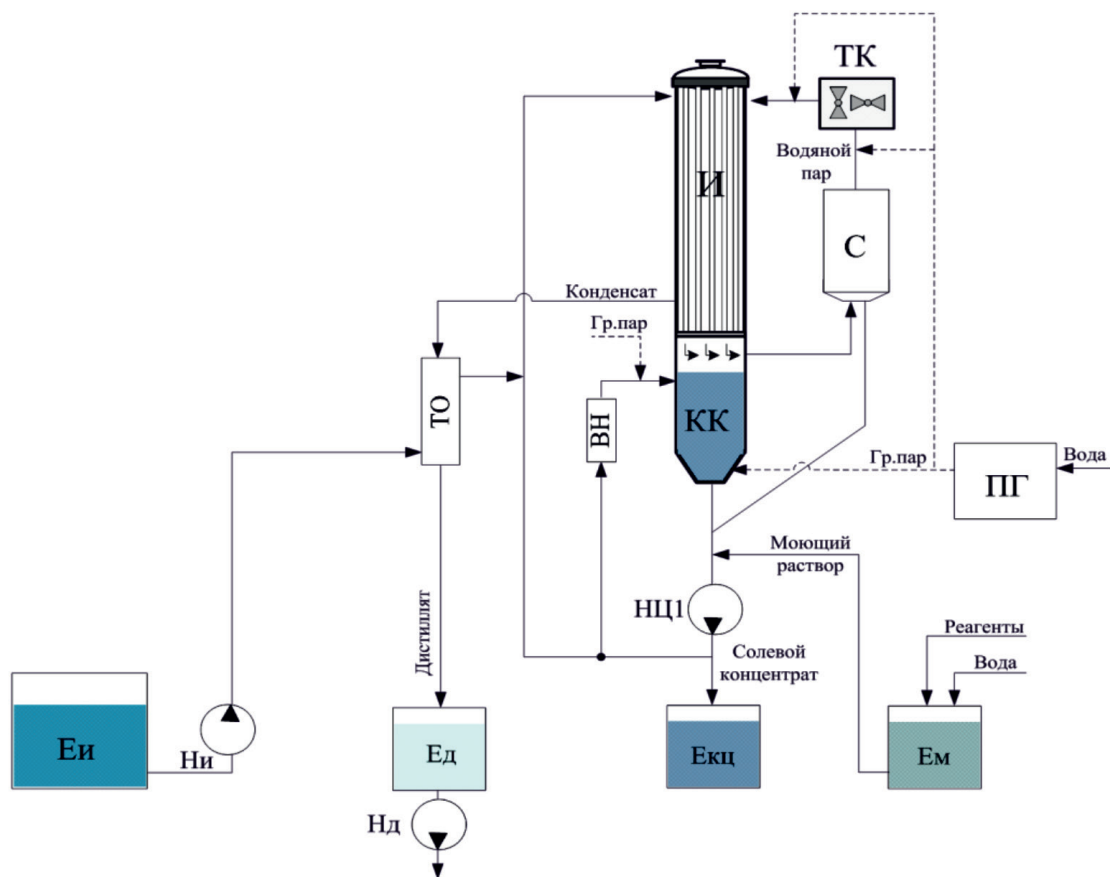 ТК
Водяной
пар
И
С
Конденсат
Гр.пар
ТО
ВН
КК
Гр.пар
Вода
ПГ
Моющий
раствор
НЦ1
Дистиллят
Солевой
концентрат
Реагенты
Вода
Еи
Ни
Ед
Екц
Ем
Нд